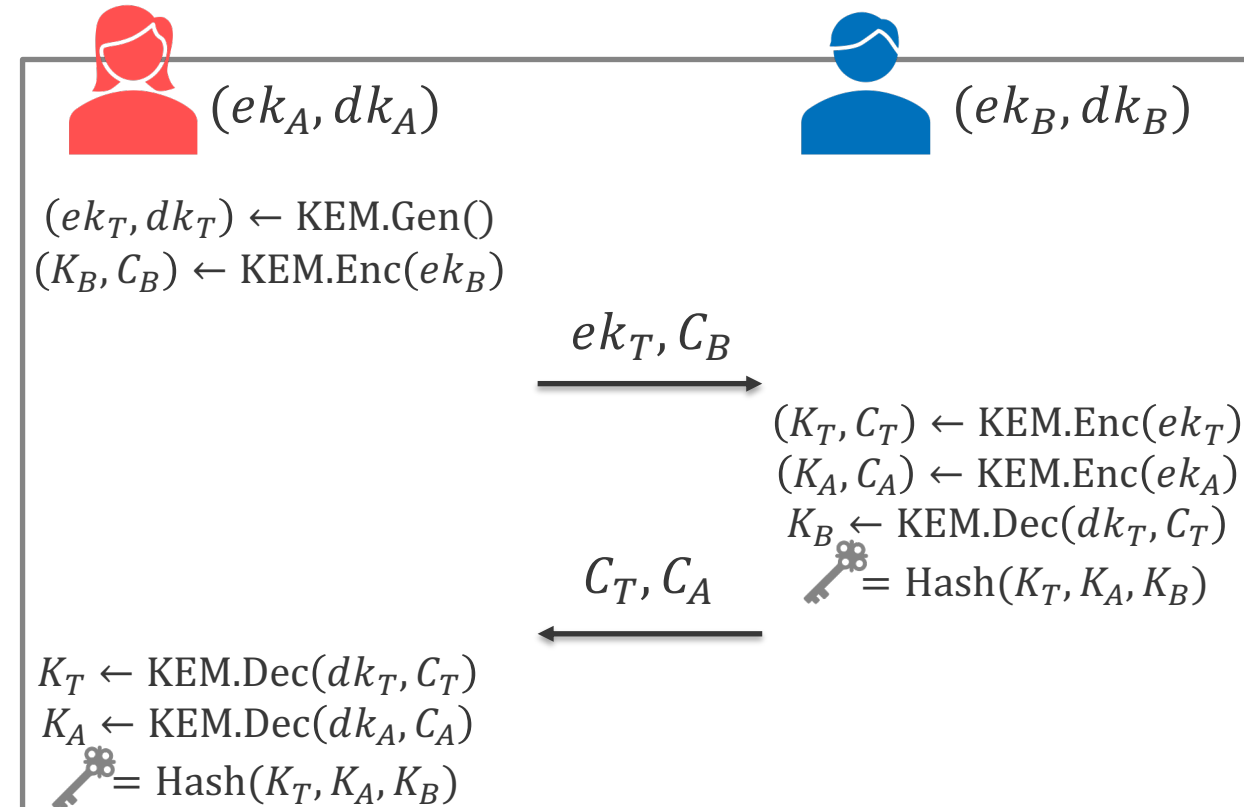 (ek_A, dk_A)
(ek_B, dk_B)
(ek_T, dk_T) ← KEM.Gen()
(K_B, C_B) ← KEM.Enc(ek_B)
ek_T, C_B
(K_T, C_T) ← KEM.Enc(ek_T)
(K_A, C_A) ← KEM.Enc(ek_A)
K_B ← KEM.Dec(dk_T, C_T)
= Hash(K_T, K_A, K_B)
C_T, C_A
K_T ← KEM.Dec(dk_T, C_T)
K_A ← KEM.Dec(dk_A, C_A)
= Hash(K_T, K_A, K_B)